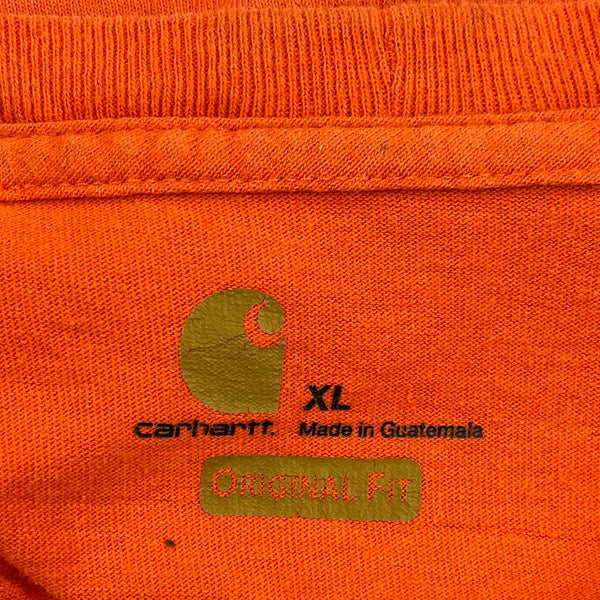 XL
carhartt.
Made in Guatemala
ORIGINAL FIT